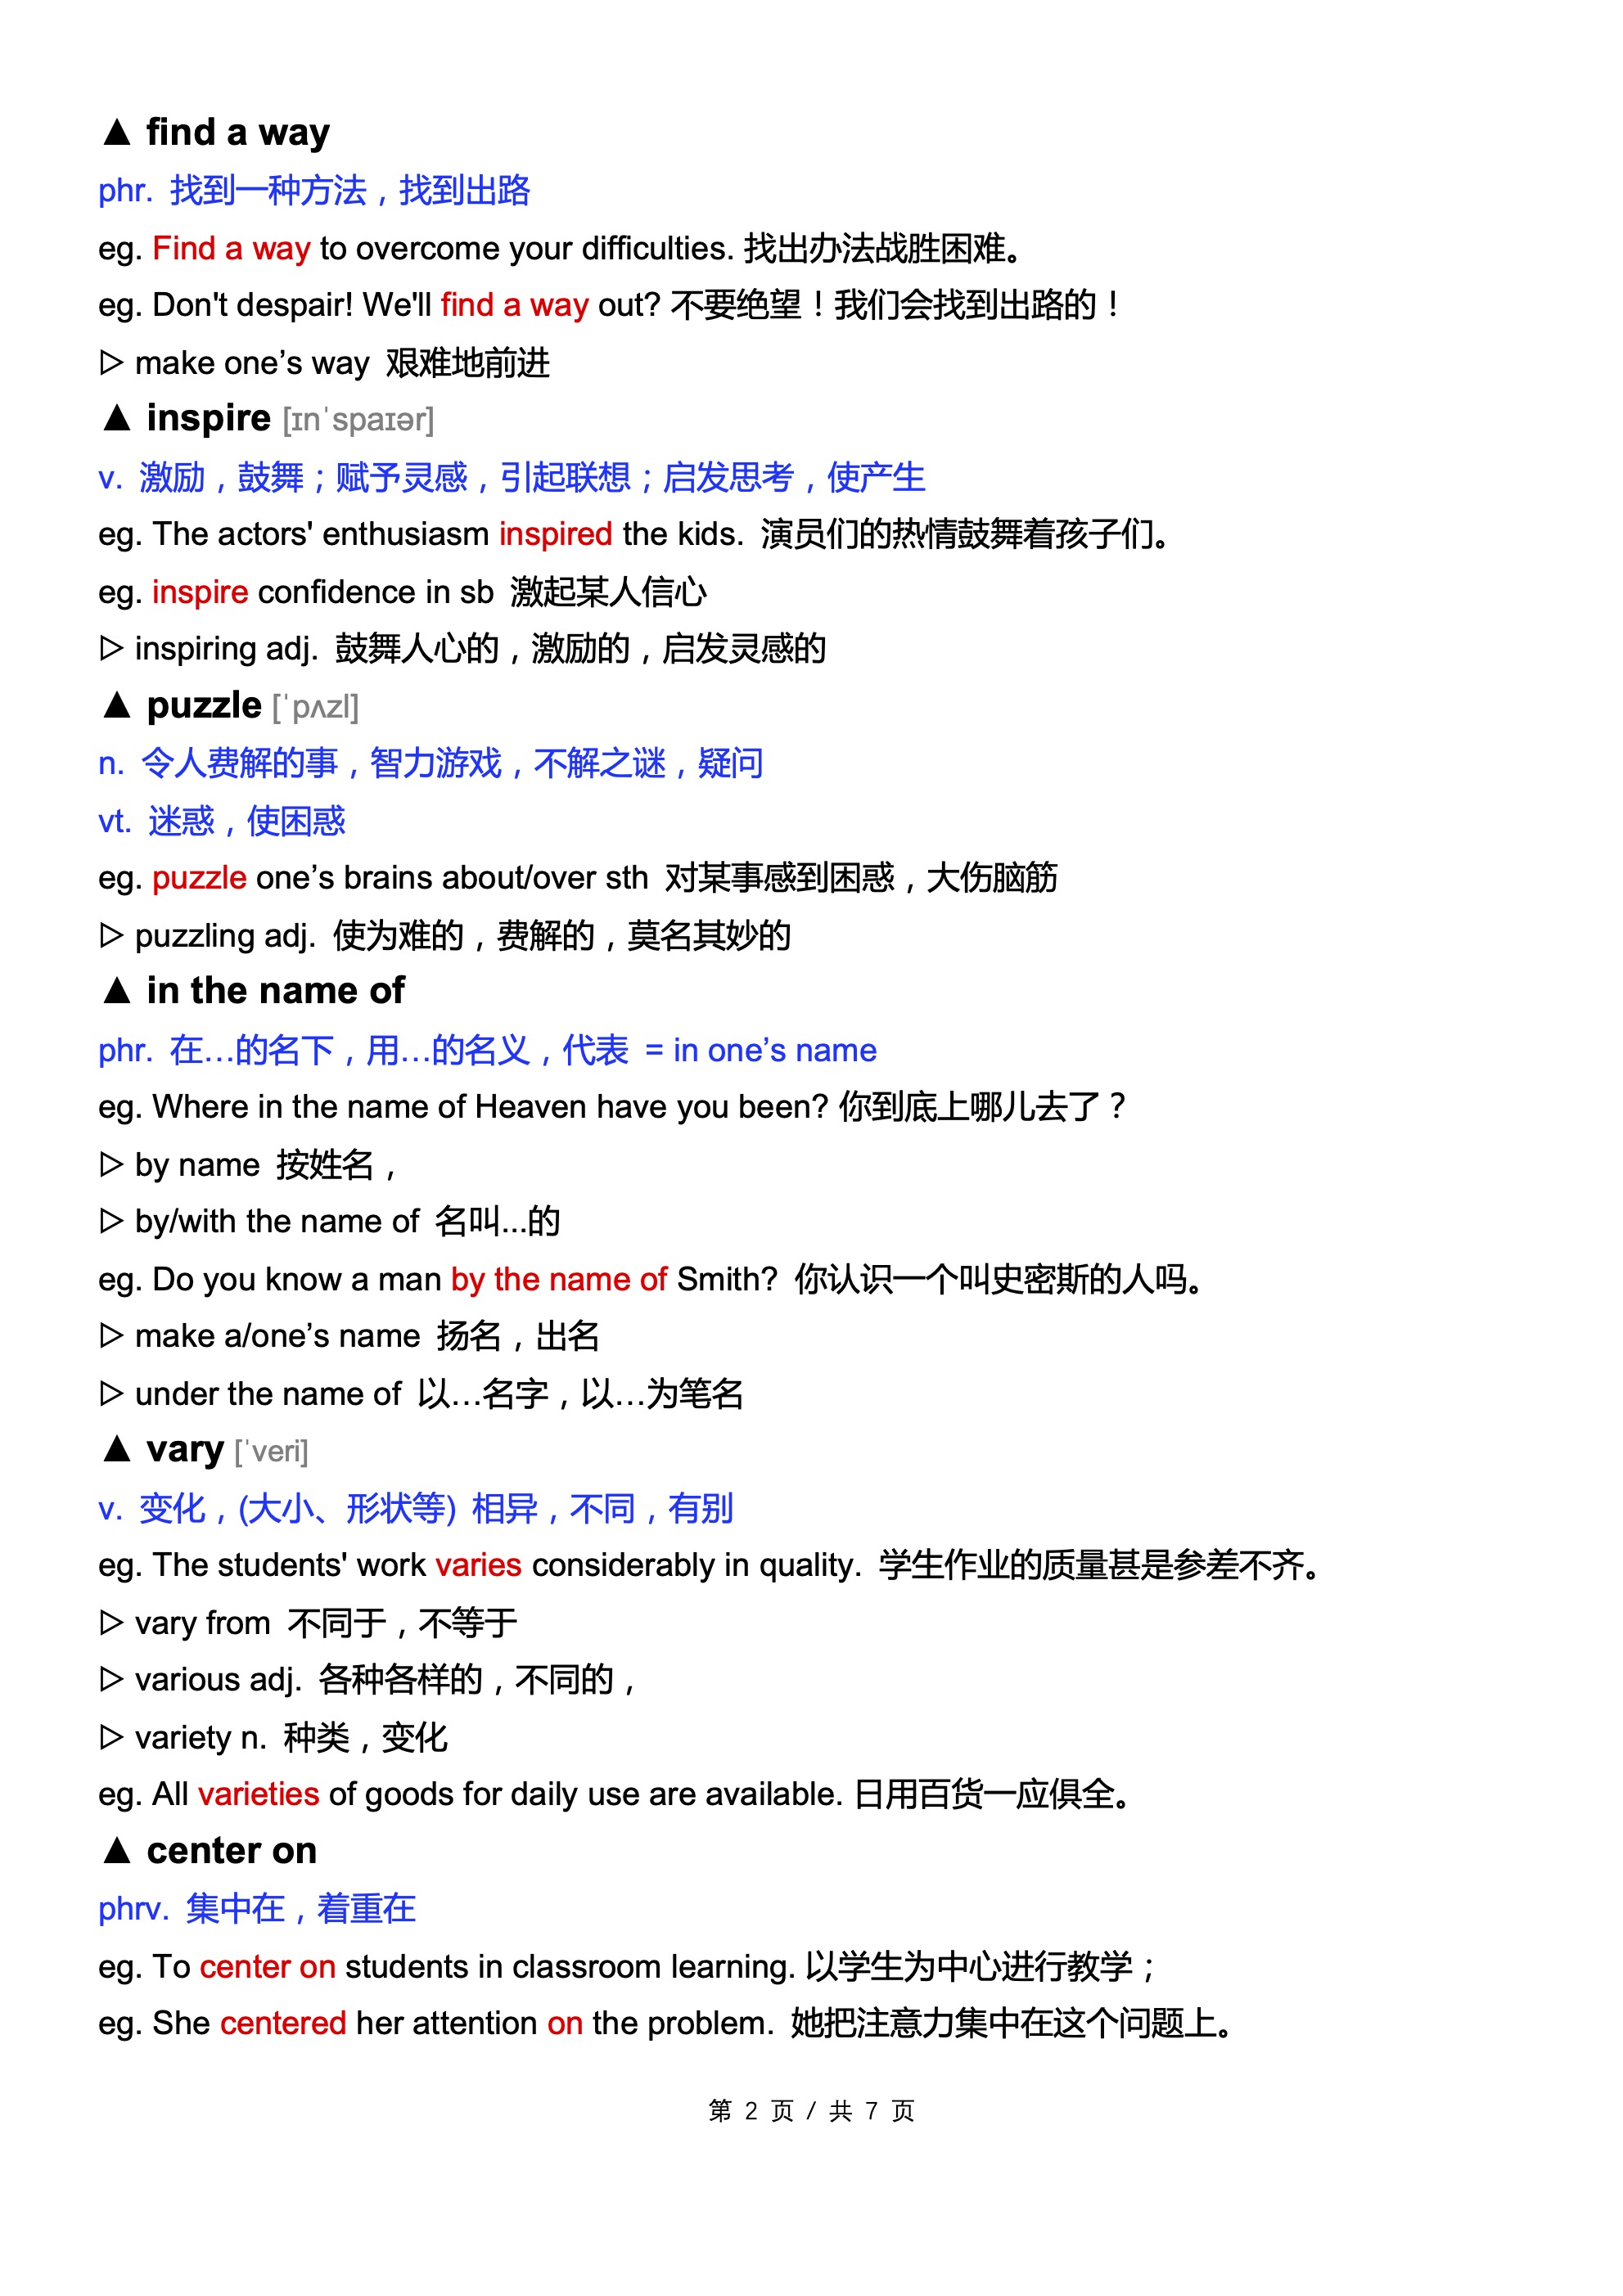 ▲ find a way
phr. 找到一种方法，找到出路
eg. Find a way to overcome your difficulties. 找出办法战胜困难。
eg. Don't despair! We'll find a way out? 不要绝望！我们会找到出路的！
▷ make one’s way 艰难地前进
▲ inspire [ɪnˈspaɪər]
v. 激励，鼓舞；赋予灵感，引起联想；启发思考，使产生
eg. The actors' enthusiasm inspired the kids. 演员们的热情鼓舞着孩子们。
eg. inspire confidence in sb 激起某人信心
▷ inspiring adj. 鼓舞人心的，激励的，启发灵感的
▲ puzzle [ˈpʌzl]
n. 令人费解的事，智力游戏，不解之谜，疑问
vt. 迷惑，使困惑
eg. puzzle one’s brains about/over sth 对某事感到困惑，大伤脑筋
▷ puzzling adj. 使为难的，费解的，莫名其妙的
▲ in the name of
phr. 在…的名下，用…的名义，代表 = in one’s name
eg. Where in the name of Heaven have you been? 你到底上哪儿去了？
▷ by name 按姓名，
▷ by/with the name of 名叫...的
eg. Do you know a man by the name of Smith? 你认识一个叫史密斯的人吗。
▷ make a/one’s name 扬名，出名
▷ under the name of 以…名字，以…为笔名
▲ vary [ˈveri]
v. 变化，(大小、形状等) 相异，不同，有别
eg. The students' work varies considerably in quality. 学生作业的质量甚是参差不齐。
▷ vary from 不同于，不等于
▷ various adj. 各种各样的，不同的，
▷ variety n. 种类，变化
eg. All varieties of goods for daily use are available. 日用百货一应俱全。
▲ center on
phrv. 集中在，着重在
eg. To center on students in classroom learning. 以学生为中心进行教学；
eg. She centered her attention on the problem. 她把注意力集中在这个问题上。
第 2 页 / 共 7 页